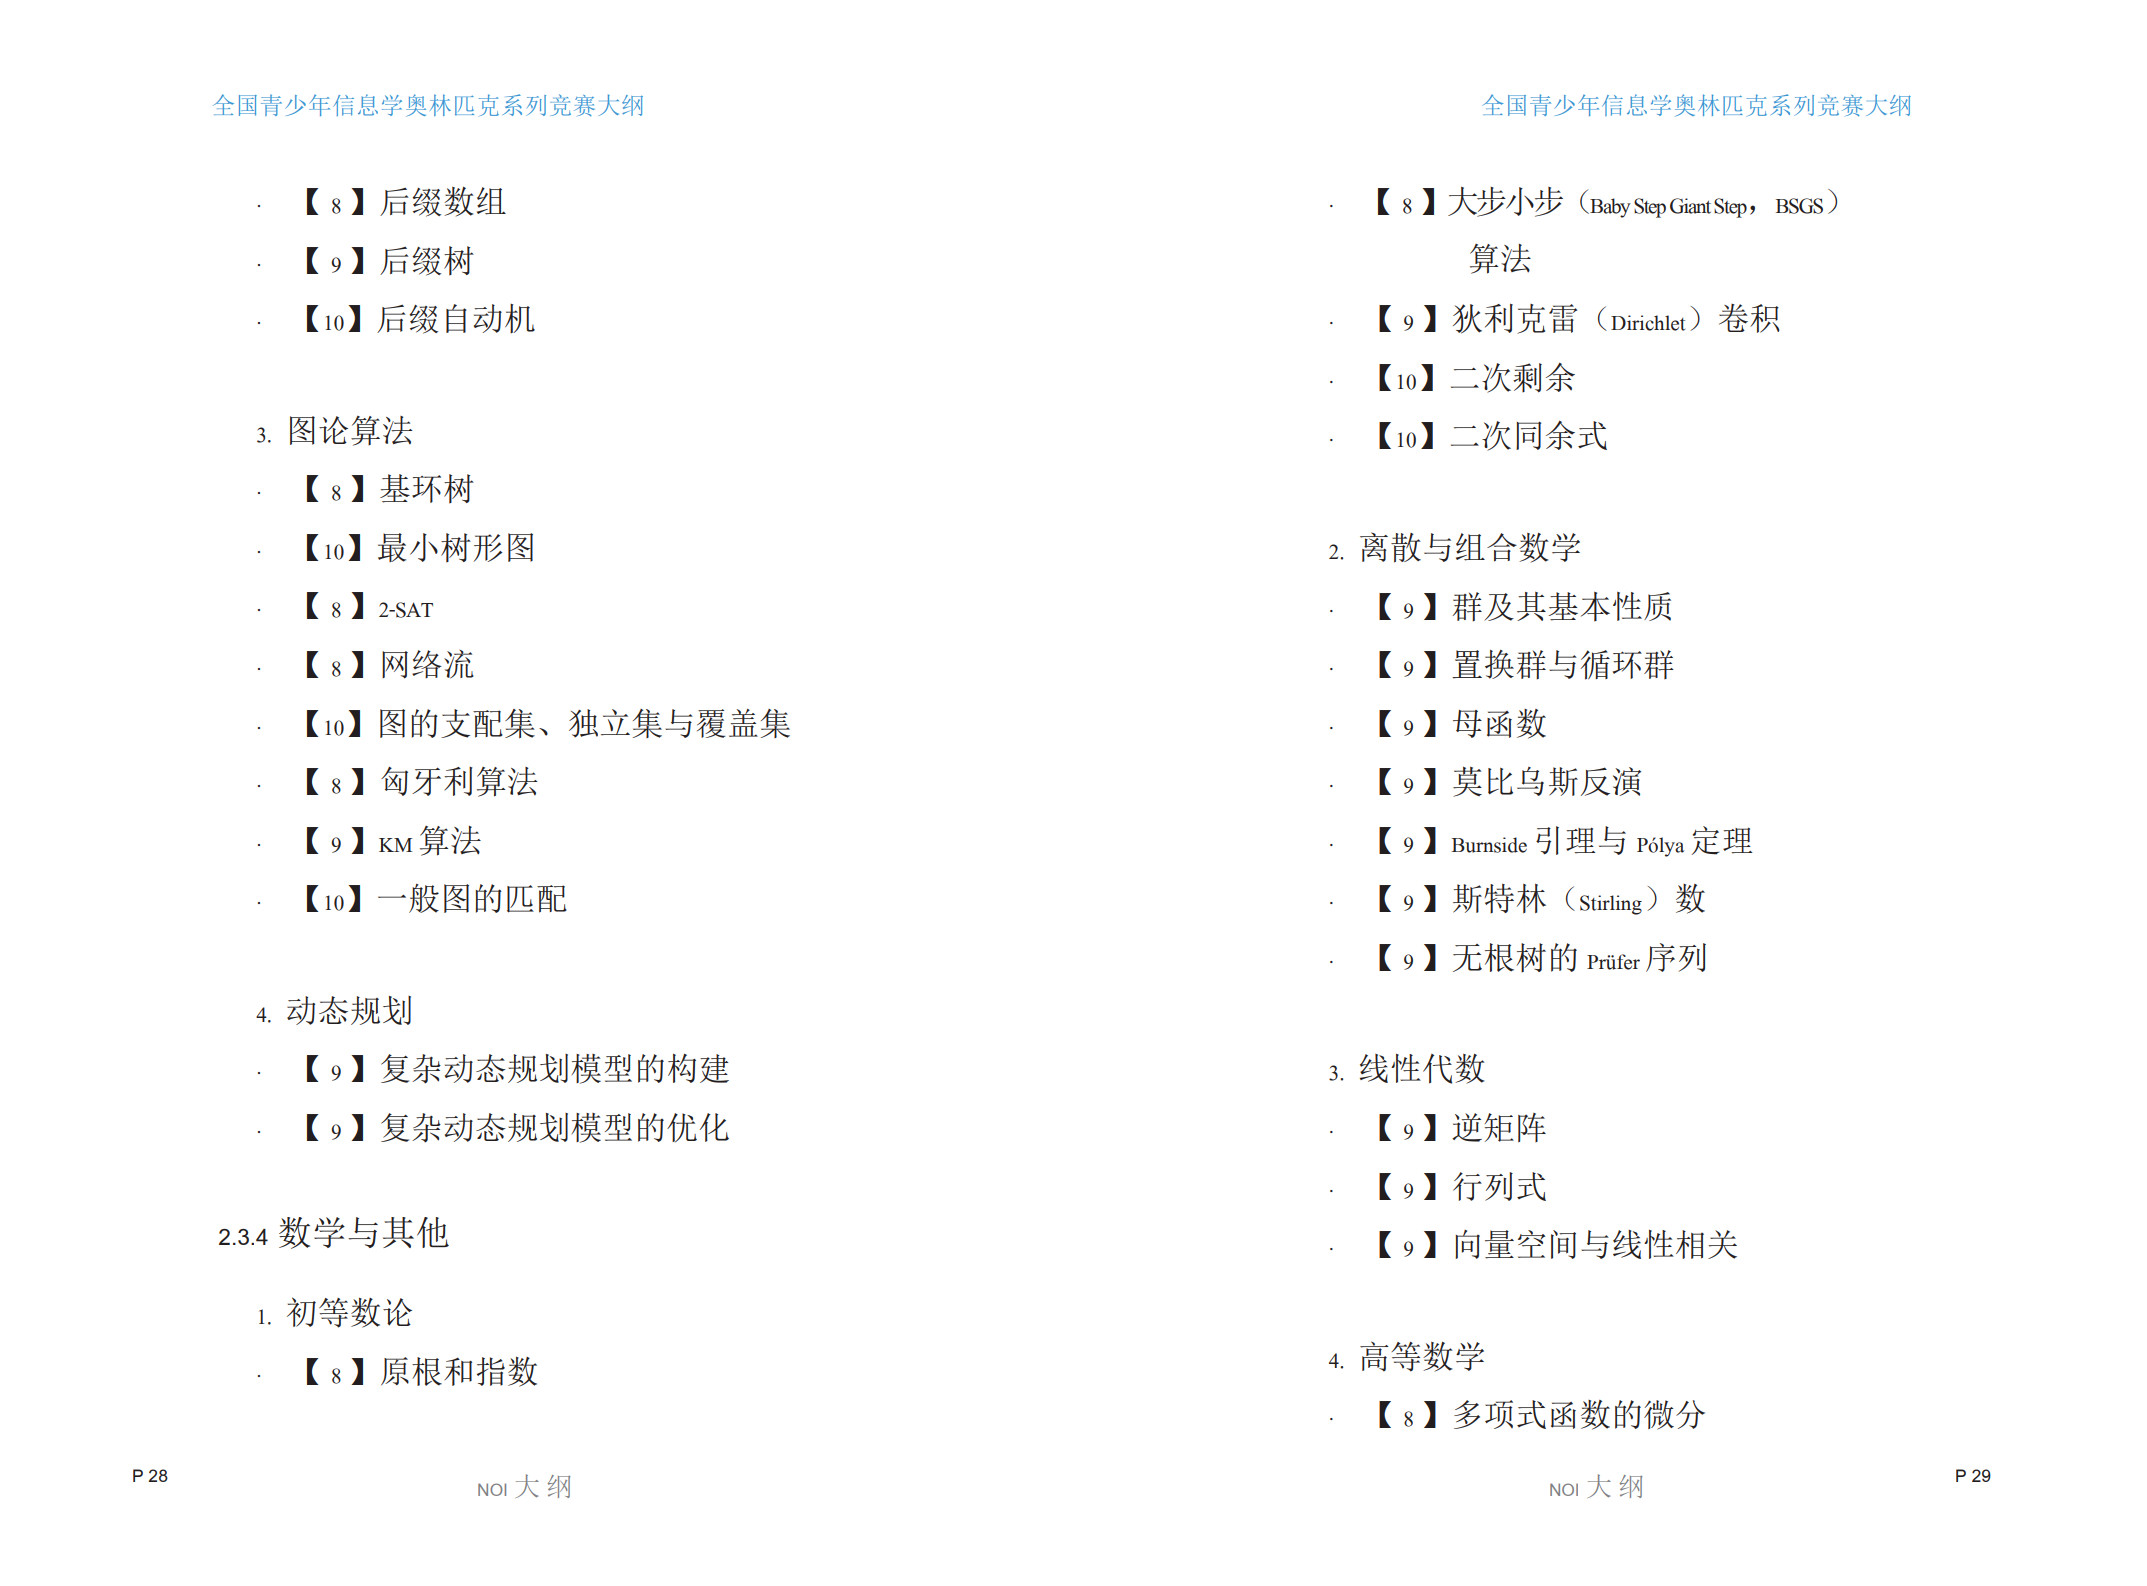 全国青少年信息学奥林匹克系列竞赛大纲
· 【 8 】后缀数组
· 【 9 】后缀树
· 【10】后缀自动机
3. 图论算法
· 【 8 】基环树
· 【10】最小树形图
· 【 8 】2-SAT
· 【 8 】网络流
· 【10】图的支配集、独立集与覆盖集
· 【 8 】匈牙利算法
· 【 9 】KM 算法
· 【10】一般图的匹配
4. 动态规划
· 【 9 】复杂动态规划模型的构建
· 【 9 】复杂动态规划模型的优化
2.3.4 数学与其他
1. 初等数论
· 【 8 】原根和指数
P 28
NOI 大 纲
全国青少年信息学奥林匹克系列竞赛大纲
· 【 8 】大步小步（Baby Step Giant Step，BSGS）
算法
· 【 9 】狄利克雷（Dirichlet）卷积
· 【10】二次剩余
· 【10】二次同余式
2. 离散与组合数学
· 【 9 】群及其基本性质
· 【 9 】置换群与循环群
· 【 9 】母函数
· 【 9 】莫比乌斯反演
· 【 9 】Burnside 引理与 Pólya 定理
· 【 9 】斯特林（Stirling）数
· 【 9 】无根树的 Prüfer 序列
3. 线性代数
· 【 9 】逆矩阵
· 【 9 】行列式
· 【 9 】向量空间与线性相关
4. 高等数学
· 【 8 】多项式函数的微分
NOI 大 纲
P 29